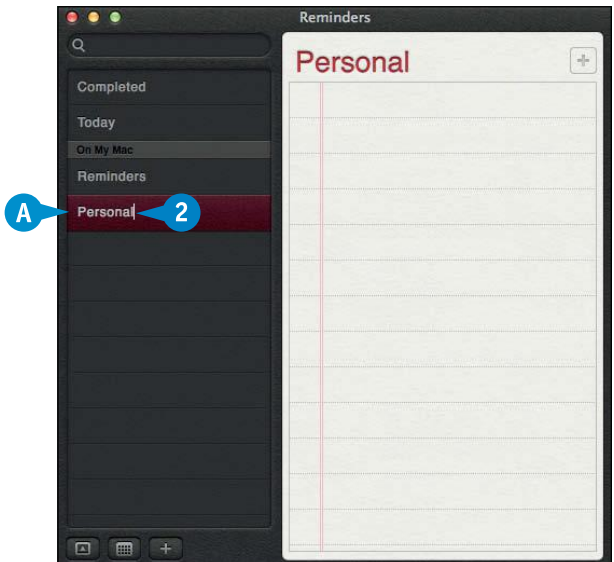 Reminders
Personal
Completed
Today
On My Mac
Reminders
A Personal 2